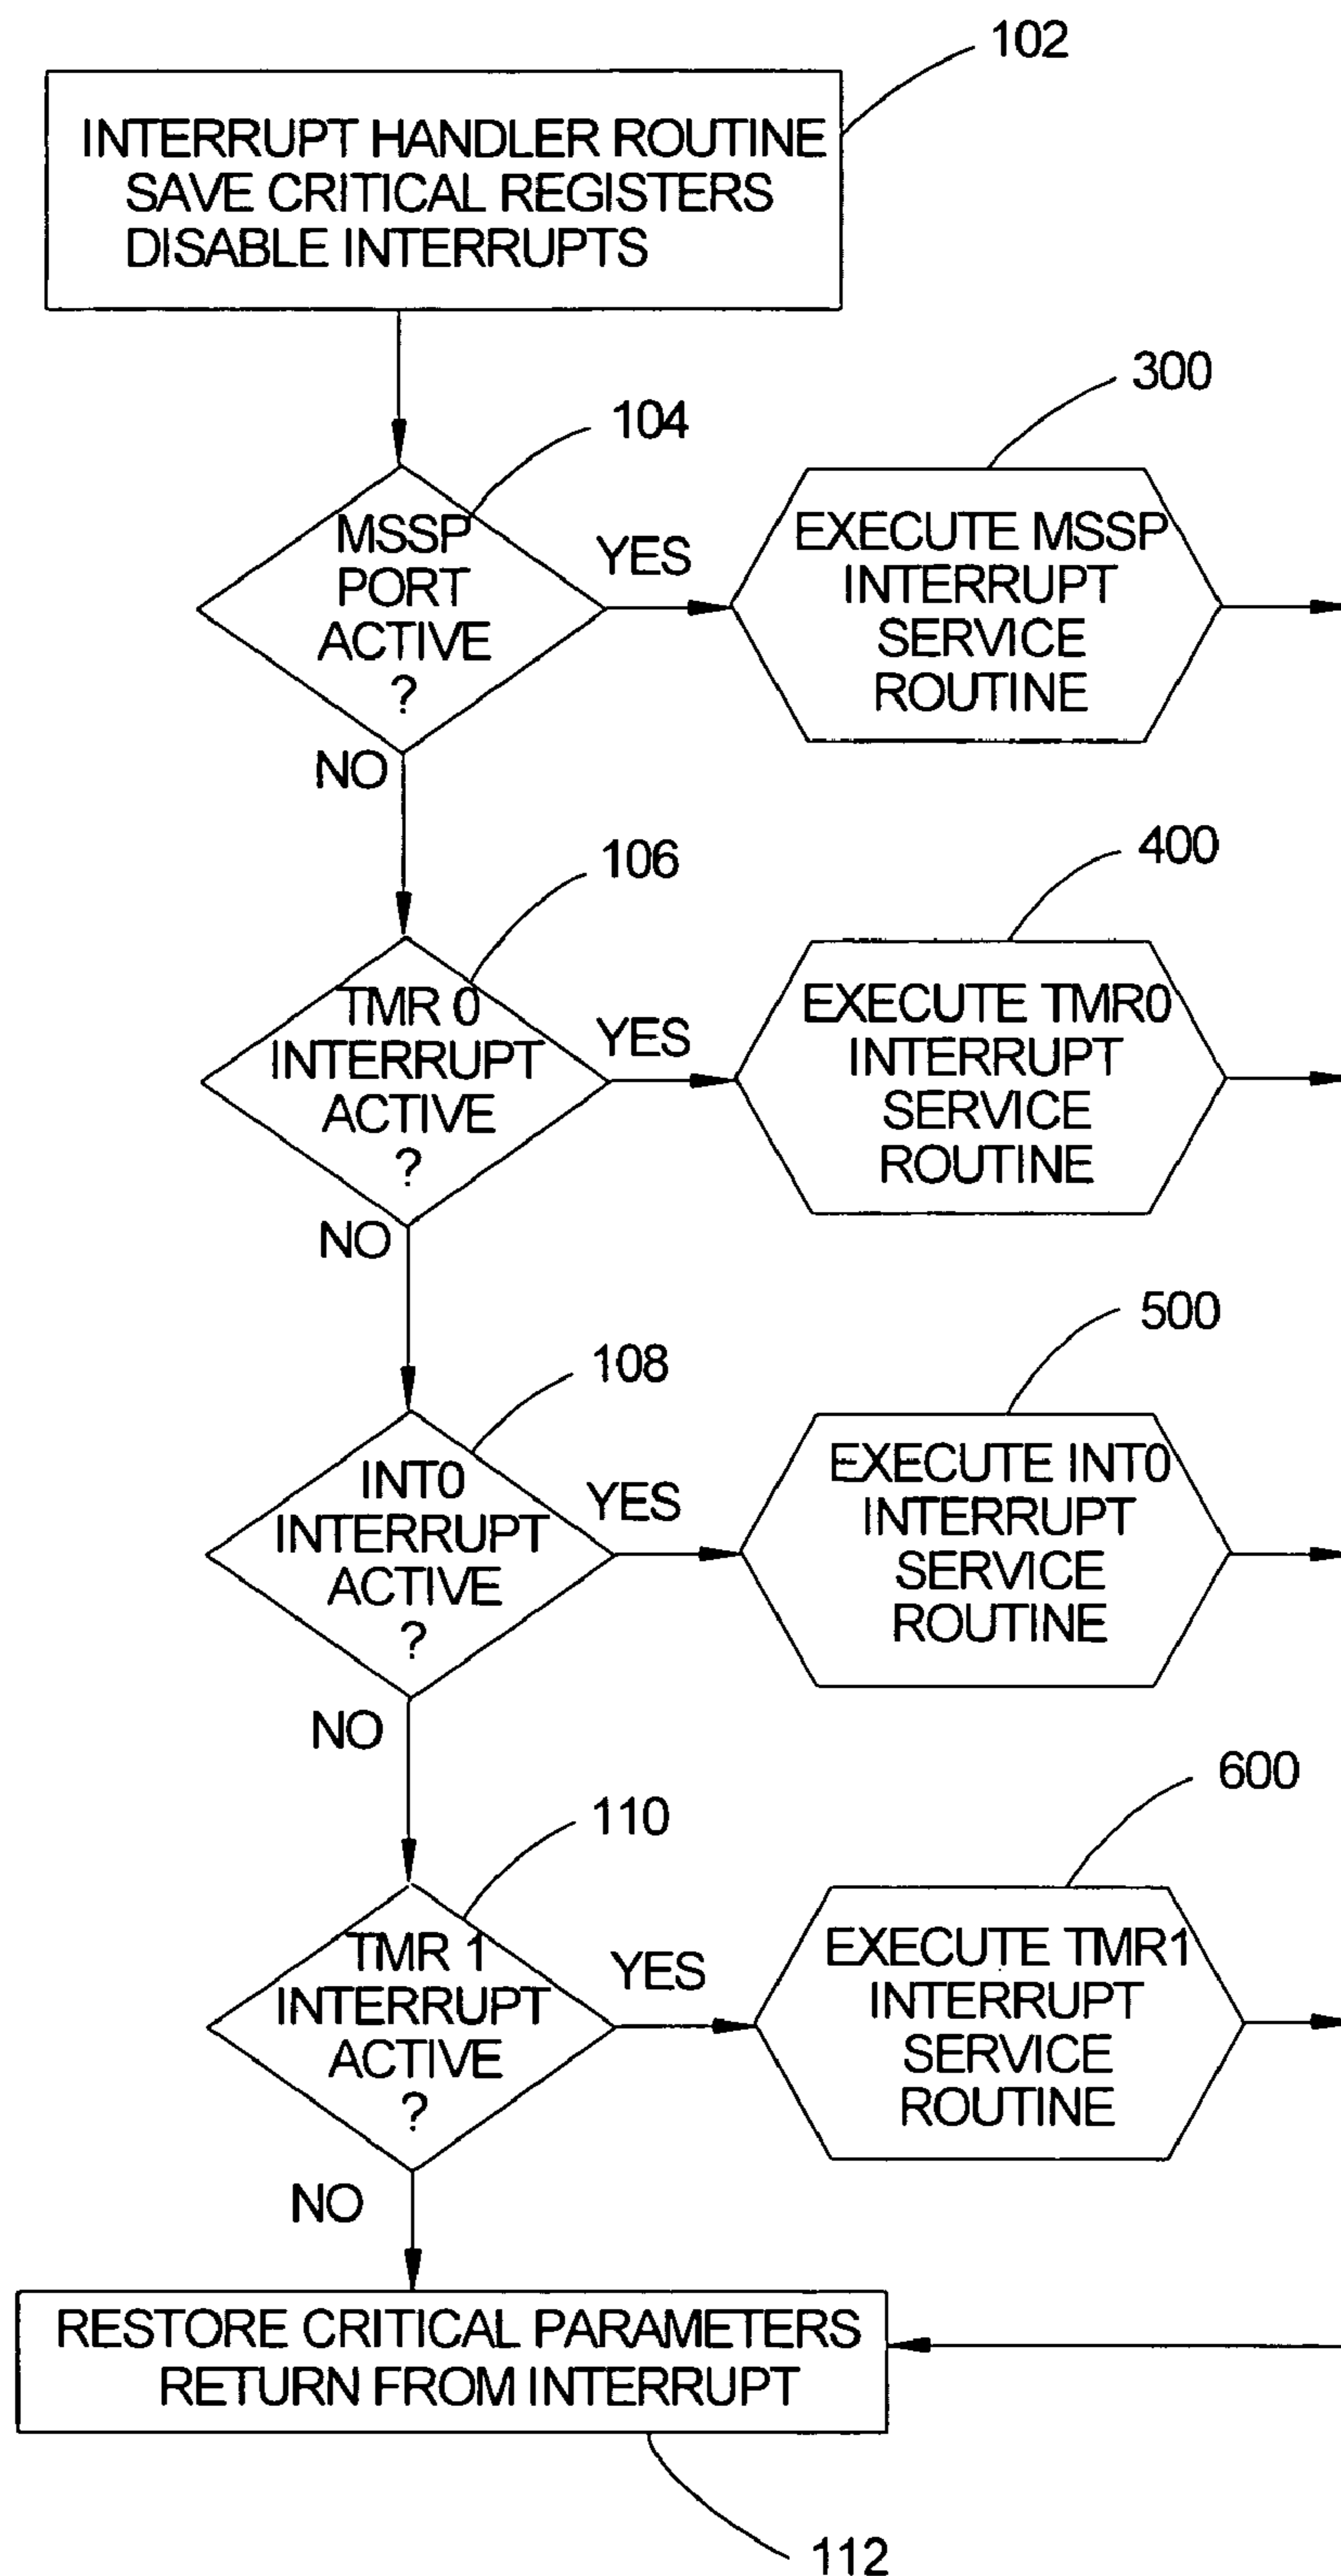 102
INTERRUPT HANDLER ROUTINE
SAVE CRITICAL REGISTERS
DISABLE INTERRUPTS
300
104
MSSP
PORT
ACTIVE
?
YES
EXECUTE MSSP
INTERRUPT
SERVICE
ROUTINE
NO
106
400
TMR 0
INTERRUPT
ACTIVE
?
YES
EXECUTE TMR0
INTERRUPT
SERVICE
ROUTINE
NO
108
500
INT0
INTERRUPT
ACTIVE
?
YES
EXECUTE INT0
INTERRUPT
SERVICE
ROUTINE
NO
110
600
TMR 1
INTERRUPT
ACTIVE
?
YES
EXECUTE TMR1
INTERRUPT
SERVICE
ROUTINE
NO
RESTORE CRITICAL PARAMETERS
RETURN FROM INTERRUPT
112